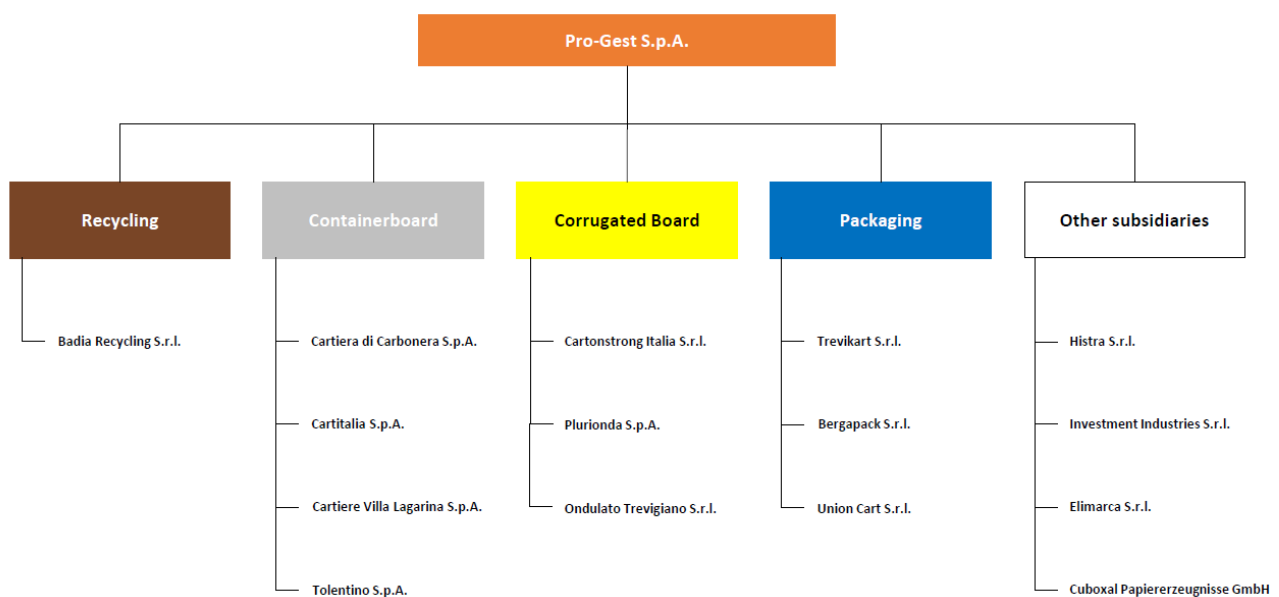 Pro-Gest S.p.A.
Recycling
Containerboard
Corrugated Board
Packaging
Other subsidiaries
Badia Recycling S.r.l.
Cartiera di Carbonera S.p.A.
Cartonstrong Italia S.r.l.
Trevikart S.r.l.
Histra S.r.l.
Cartitalia S.p.A.
Plurionda S.p.A.
Bergapack S.r.l.
Investment Industries S.r.l.
Cartiere Villa Lagarina S.p.A.
Ondulato Trevigiano S.r.l.
Union Cart S.r.l.
Elimarca S.r.l.
Tolentino S.p.A.
Cuboxal Papiererzeugnisse GmbH